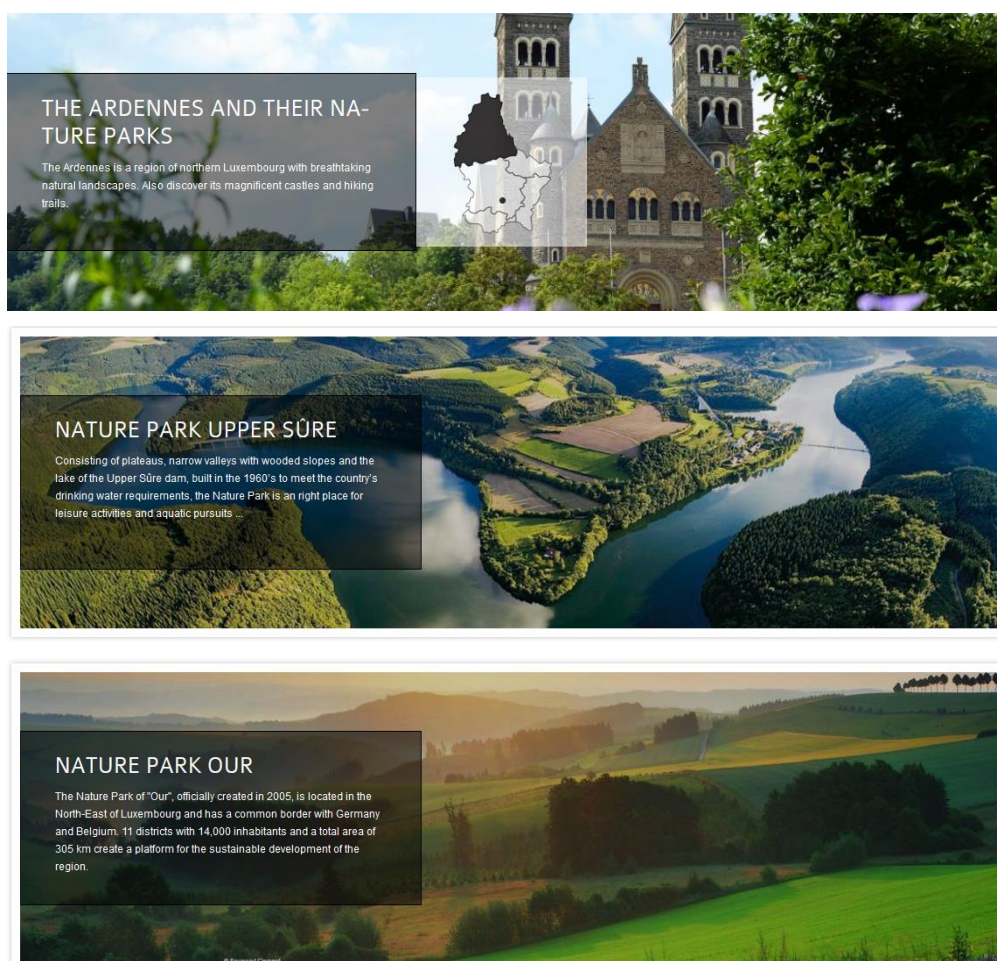 THE ARDENNES AND THEIR NA-
TURE PARKS
The Ardennes is a region of northern Luxembourg with breathtaking
natural landscapes. Also discover its magnificent castles and hiking
trails.
NATURE PARK UPPER SÛRE
Consisting of plateaus, narrow valleys with wooded slopes and the
lake of the Upper Sûre dam, built in the 1960's to meet the country's
drinking water requirements, the Nature Park is an right place for
leisure activities and aquatic pursuits ...
NATURE PARK OUR
The Nature Park of "Our", officially created in 2005, is located in the
North-East of Luxembourg and has a common border with Germany
and Belgium. 11 districts with 14,000 inhabitants and a total area of
305 km create a platform for the sustainable development of the
region.
© Raymond Clement